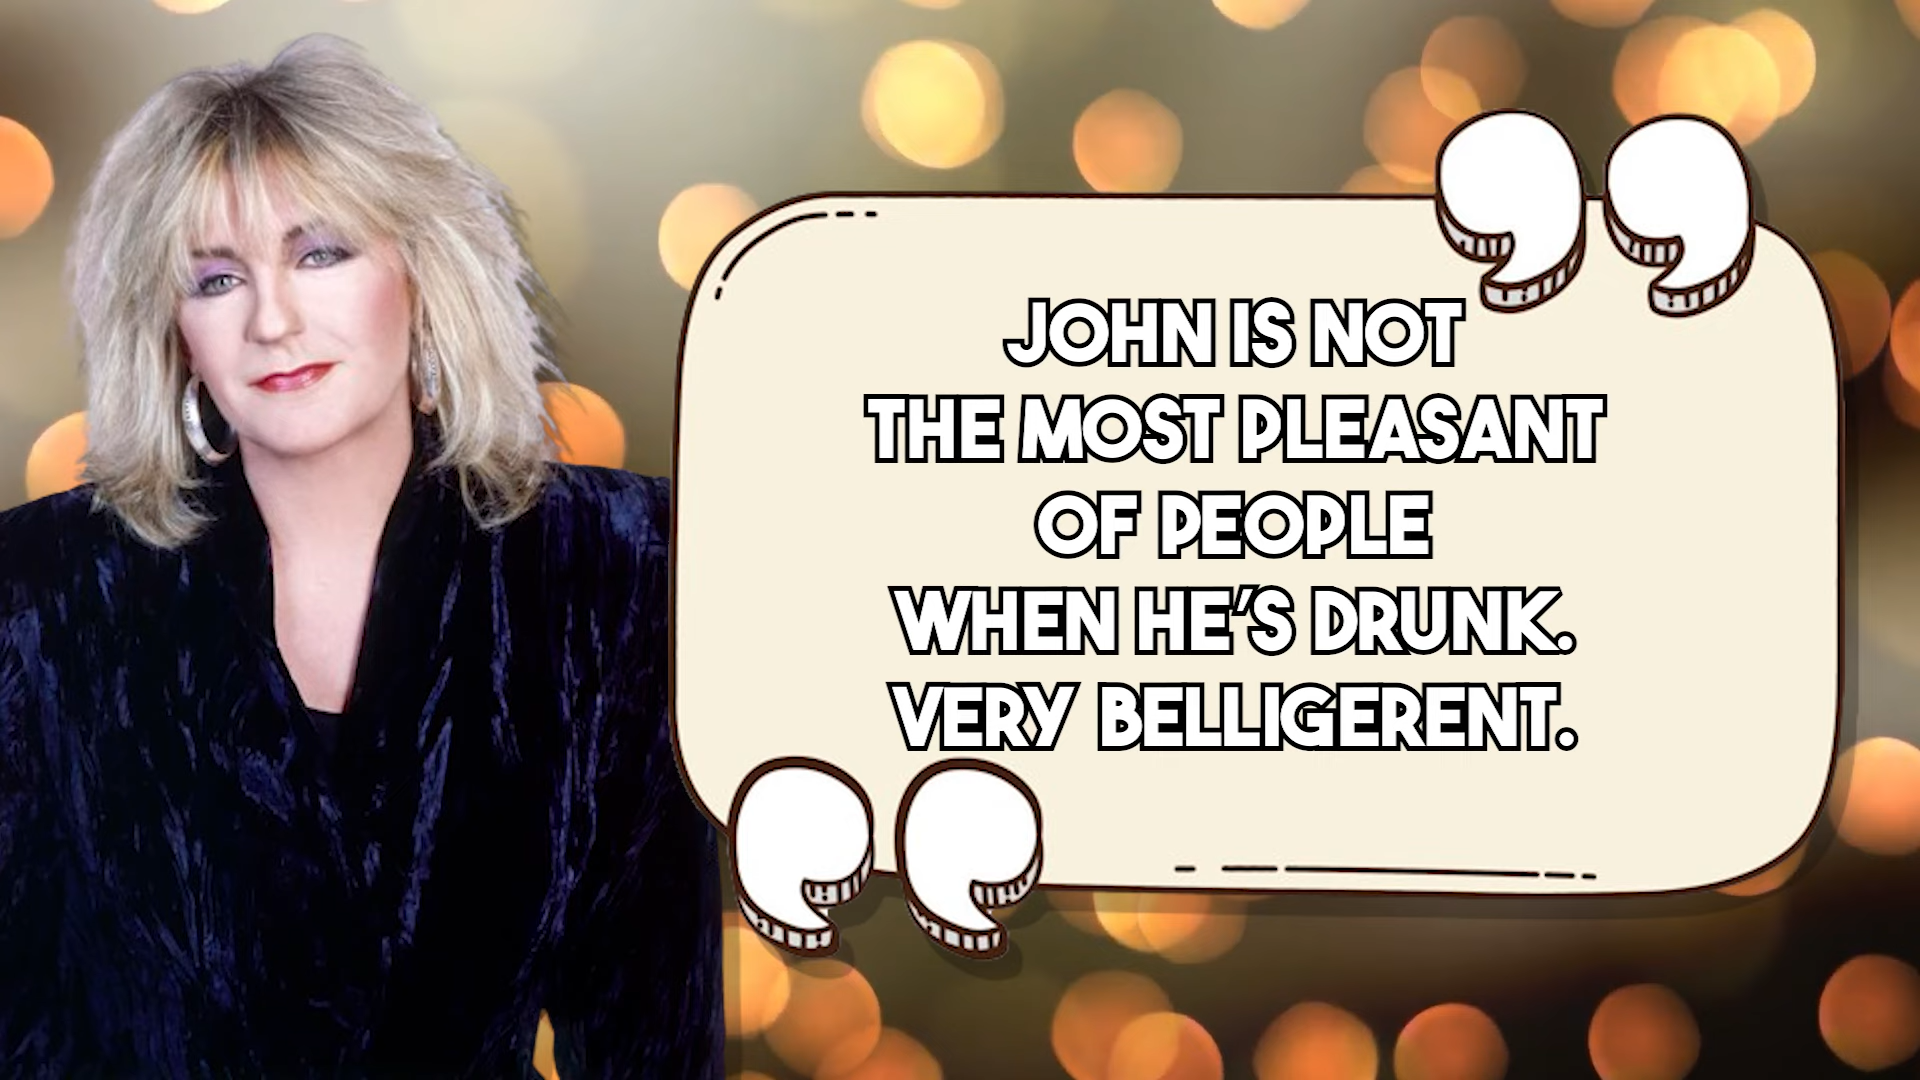 JOHN IS NOT
THE MOST PLEASANT
OF PEOPLE
WHEN HE'S DRUNK.
VERY BELLIGERENT.